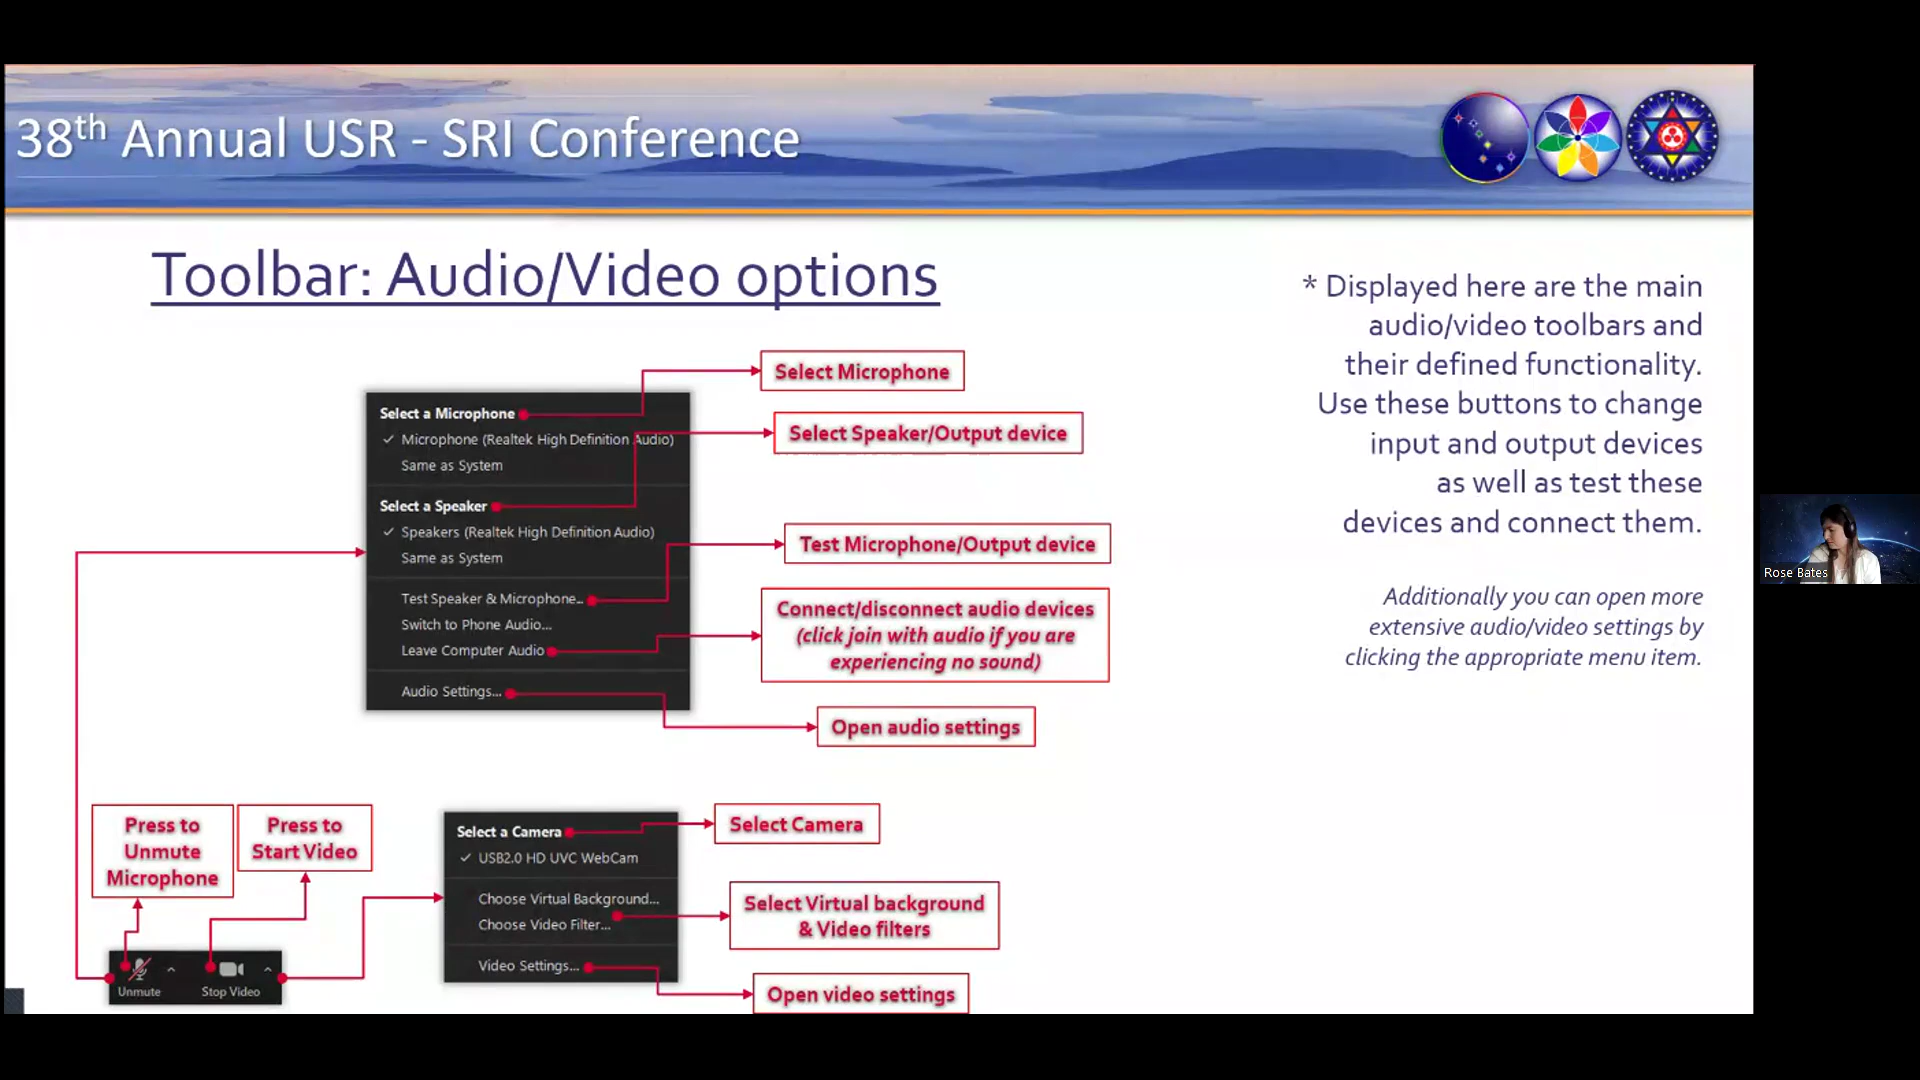 38th Annual USR - SRI Conference
Toolbar: Audio/Video options
* Displayed here are the main
audio/video toolbars and
their defined functionality.
Use these buttons to change
input and output devices
as well as test these
devices and connect them.
Additionally you can open more
extensive audio/video settings by
clicking the appropriate menu item.
Select a Microphone
✓ Microphone (Realtek High Definition Audio)
Same as System
Select a Speaker
✓ Speakers (Realtek High Definition Audio)
Same as System
Test Speaker & Microphone...
Switch to Phone Audio...
Leave Computer Audio
Audio Settings...
Select Microphone
Select Speaker/Output device
Test Microphone/Output device
Connect/disconnect audio devices
(click join with audio if you are
experiencing no sound)
Open audio settings
Press to
Unmute
Microphone
Press to
Start Video
Unmute
Stop Video
Select a Camera
✓ USB2.0 HD UVC WebCam
Choose Virtual Background...
Choose Video Filter...
Video Settings...
Select Camera
Select Virtual background
& Video filters
Open video settings
Rose Bates